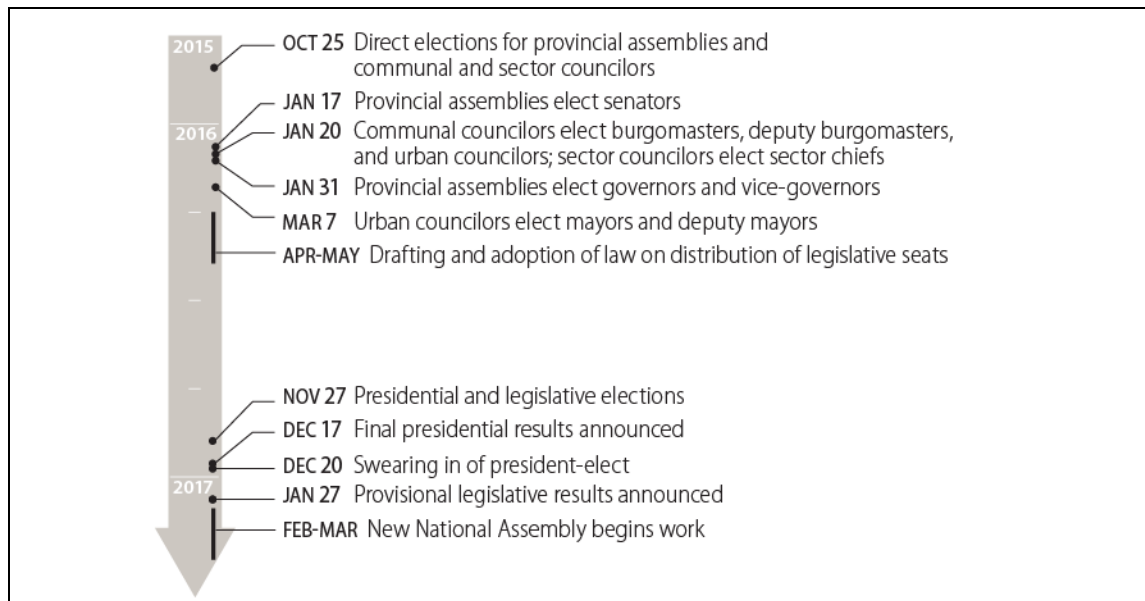 2015
OCT 25 Direct elections for provincial assemblies and
communal and sector councilors
JAN 17 Provincial assemblies elect senators
2016
JAN 20 Communal councilors elect burgomasters, deputy burgomasters,
and urban councilors; sector councilors elect sector chiefs
JAN 31 Provincial assemblies elect governors and vice-governors
MAR 7 Urban councilors elect mayors and deputy mayors
APR-MAY Drafting and adoption of law on distribution of legislative seats
NOV 27 Presidential and legislative elections
DEC 17 Final presidential results announced
DEC 20 Swearing in of president-elect
2017
JAN 27 Provisional legislative results announced
FEB-MAR New National Assembly begins work